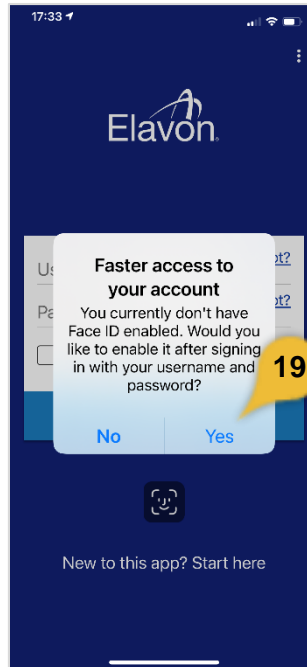 17:33
Elavon
Us
ot?
Pa
ot?
Faster access to
your account
You currently don't have
Face ID enabled. Would you
like to enable it after signing
in with your username and
password?
No
Yes
19
New to this app? Start here